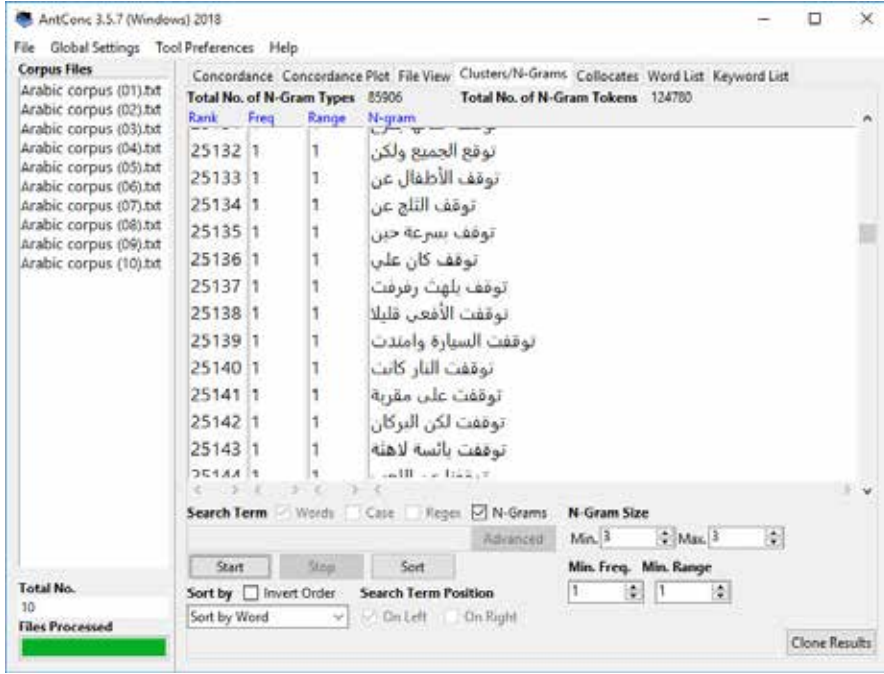 AntConc 3.5.7 (Windows) 2018
File Global Settings Tool Preferences Help
Corpus Files
Arabic corpus (01).txt
Arabic corpus (02).txt
Arabic corpus (03).txt
Arabic corpus (04).txt
Arabic corpus (05).txt
Arabic corpus (06).txt
Arabic corpus (07).txt
Arabic corpus (08).txt
Arabic corpus (09).txt
Arabic corpus (10).txt
Total No.
10
Files Processed
Concordance Concordance Plot File View Clusters/N-Grams Collocates Word List Keyword List
Total No. of N-Gram Types 85906 Total No. of N-Gram Tokens 124780
Rank Freq Range N-gram
25132 1 1 توقع الجميع ولكن
25133 1 1 توقف الأطفال عن
25134 1 1 توقف الثلج عن
25135 1 1 توقف بسرعة حين
25136 1 1 توقف كان علي
25137 1 1 توقف يلهث رفرفت
25138 1 1 توقفت الأفعى قليلا
25139 1 1 توقفت السيارة وامتدت
25140 1 1 توقفت النار كانت
25141 1 1 توقفت على مقربة
25142 1 1 توقفت لكن البركان
25143 1 1 توقفت يائسة لاهثة
25144 1 1
Search Term Words Case Regex N-Grams N-Gram Size
Advanced Min. 3 Max. 3
Start Stop Sort Min. Freq. Min. Range
Sort by Invert Order Search Term Position 1 1
Sort by Word On Left On Right
Clone Results